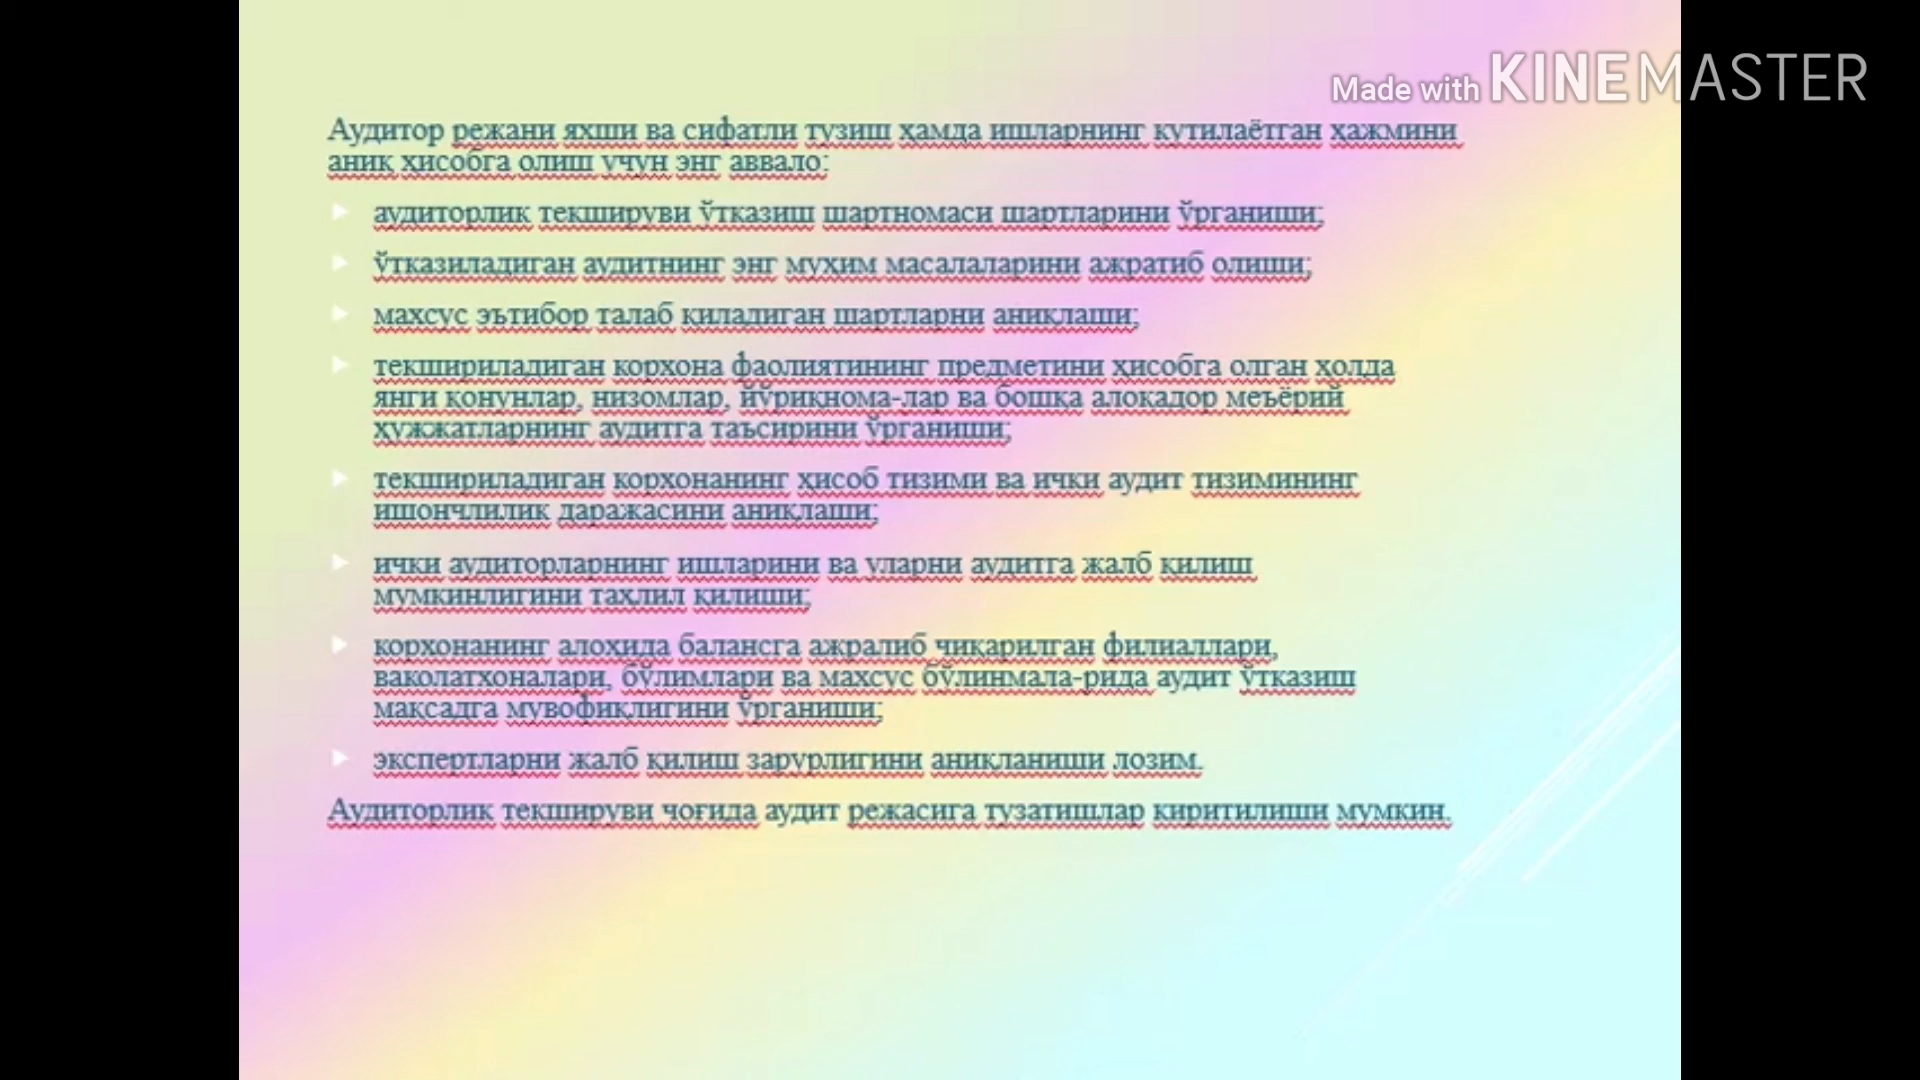 Made with KINEMASTER
Аудитор режани яхши ва сифатли тузиш ҳамда ишларнинг кутилаётган ҳажмини
аниқ ҳисобга олиш учун энг аввало:
аудиторлик текшируви ўтказиш шартномаси шартларини ўрганиши;
ўтказиладиган аудитнинг энг муҳим масалаларини ажратиб олиши;
махсус эътибор талаб қиладиган шартларни аниқлаши;
текшириладиган корхона фаолиятининг предметини ҳисобга олган ҳолда
янги қонунлар, низомлар, йўриқнома-лар ва бошқа алоқадор меъёрий
ҳужжатларнинг аудитга таъсирини ўрганиши;
текшириладиган корхонанинг ҳисоб тизими ва ички аудит тизимининг
ишончлилик даражасини аниқлаши;
ички аудиторларнинг ишларини ва уларни аудитга жалб қилиш
мумкинлигини таҳлил қилиши;
корхонанинг алоҳида балансга ажралиб чиқарилган филиаллари,
ваколатхоналари, бўлимлари ва махсус бўлинмала-рида аудит ўтказиш
мақсадга мувофиқлигини ўрганиши;
экспертларни жалб қилиш зарурлигини аниқланиши лозим.
Аудиторлик текшируви чоғида аудит режасига тузатишлар киритилиши мумкин.